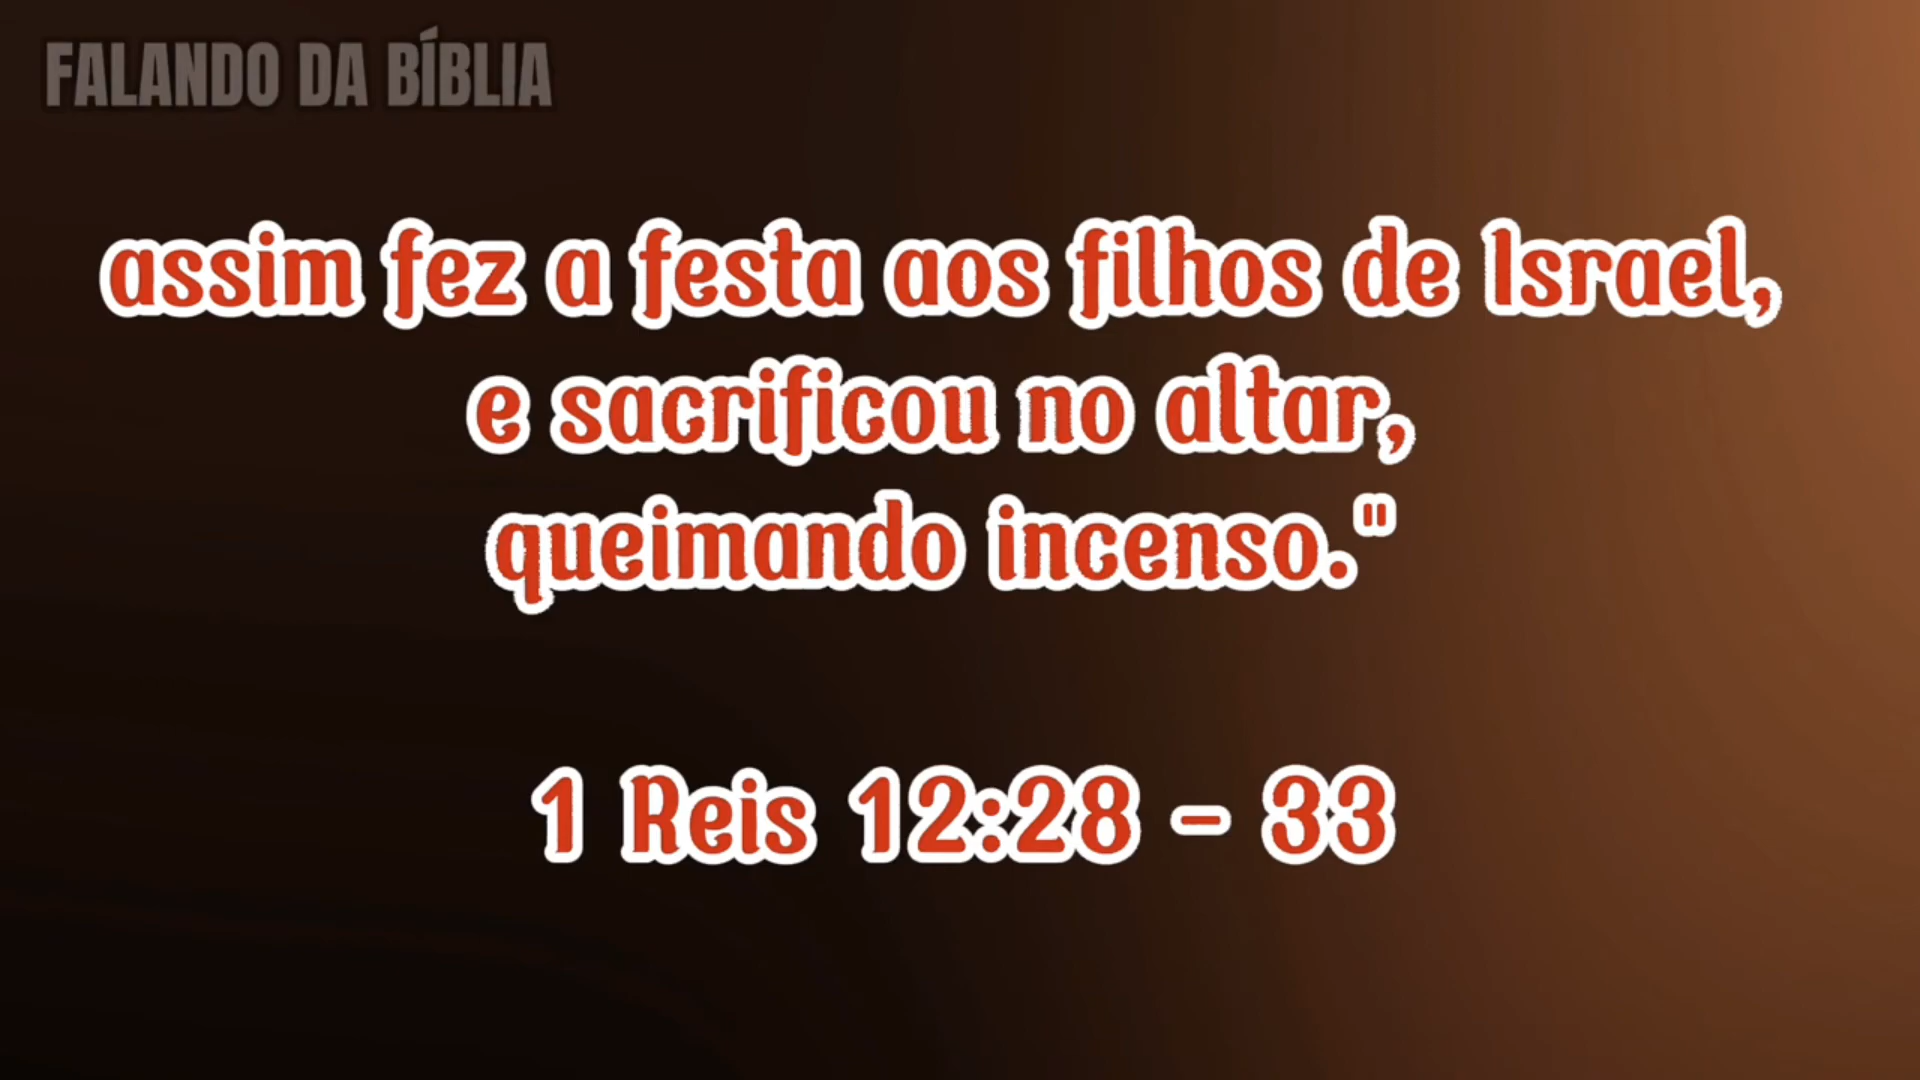 FALANDO DA BÍBLIA
assim fez a festa aos filhos de Israel,
e sacrificou no altar,
queimando incenso."
1 Reis 12:28 - 33